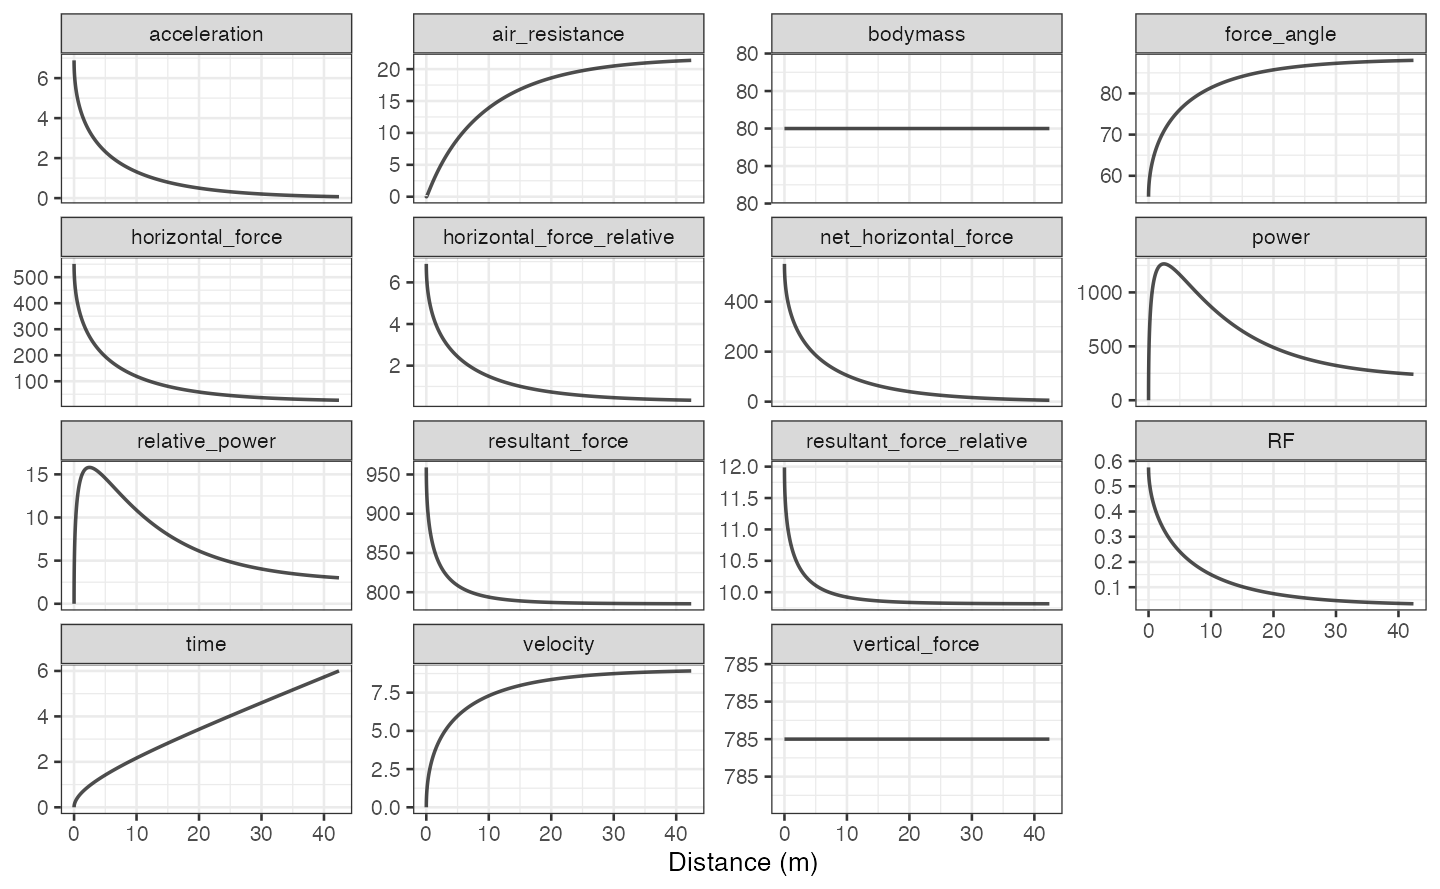 acceleration air_resistance bodymass force_angle
6 4 2 0
20 15 10 5 0
80 80 80 80 80
80 70 60
horizontal_force horizontal_force_relative net_horizontal_force power
500 400 300 200 100
6 4 2
400 200 0
1000 500 0
relative_power resultant_force resultant_force_relative RF
15 10 5 0
950 900 850 800
12.0 11.5 11.0 10.5 10.0
0.6 0.5 0.4 0.3 0.2 0.1
0 10 20 30 40
time velocity vertical_force
6 4 2 0
7.5 5.0 2.5 0.0
785 785 785 785
0 10 20 30 40 0 10 20 30 40 0 10 20 30 40
Distance (m)